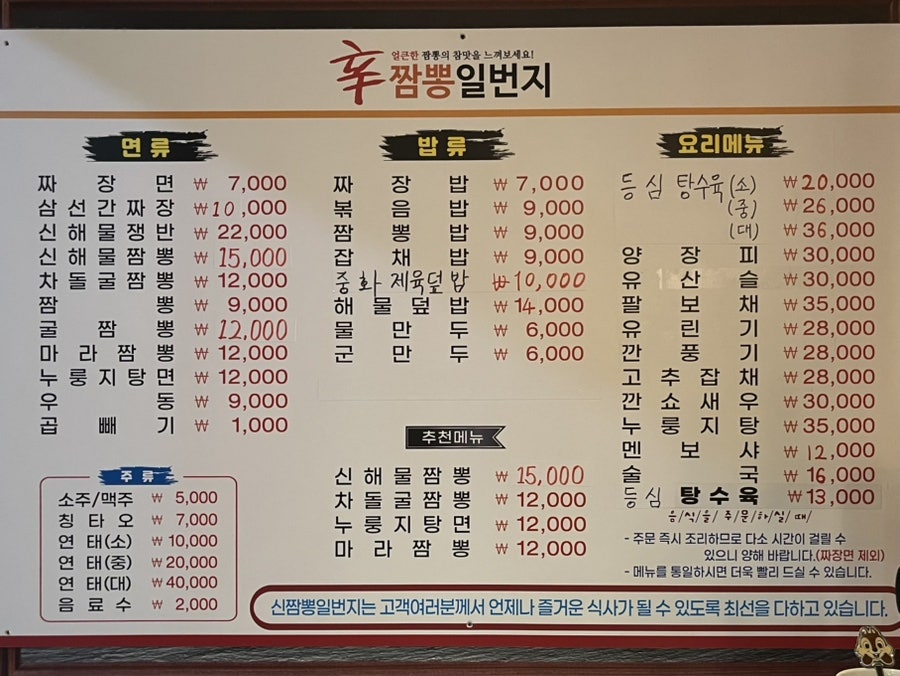 얼큰한 짬뽕의 참맛을 느껴보세요!
辛 짬뽕일번지
면류
짜장면 ₩ 7,000
삼선간짜장 ₩10,000
신해물쟁반 ₩ 22,000
신해물짬뽕 ₩ 15,000
차돌굴짬뽕 ₩ 12,000
짬뽕 ₩ 9,000
굴짬뽕 ₩ 12,000
마라짬뽕 ₩ 12,000
누룽지탕면 ₩ 12,000
우동 ₩ 9,000
곱빼기 ₩ 1,000
주류
소주/맥주 ₩ 5,000
칭타오 ₩ 7,000
연태(소) ₩ 10,000
연태(중) ₩20,000
연태(대) ₩40,000
음료수 ₩ 2,000
밥류
짜장밥 ₩ 7,000
볶음밥 ₩ 9,000
짬뽕밥 ₩ 9,000
잡채밥 ₩ 9,000
중화제육덮밥 ₩10,000
해물덮밥 ₩14,000
물만두 ₩ 6,000
군만두 ₩ 6,000
추천메뉴
신해물짬뽕 ₩ 15,000
차돌굴짬뽕 ₩ 12,000
누룽지탕면 ₩ 12,000
마라짬뽕 ₩ 12,000
요리메뉴
등심 탕수육 (소) ₩20,000
(중) ₩26,000
(대) ₩36,000
양장피 ₩30,000
유산슬 ₩30,000
팔보채 ₩35,000
유린기 ₩28,000
깐풍기 ₩28,000
고추잡채 ₩28,000
깐쇼새우 ₩30,000
누룽지탕 ₩35,000
멘보샤 ₩12,000
술국 ₩16,000
등심 탕수육 ₩13,000
음/식/을/ 주/문/하/실/ 때/
- 주문 즉시 조리하므로 다소 시간이 걸릴 수
있으니 양해 바랍니다.(짜장면 제외)
- 메뉴를 통일하시면 더욱 빨리 드실 수 있습니다.
신짬뽕일번지는 고객여러분께서 언제나 즐거운 식사가 될 수 있도록 최선을 다하고 있습니다.